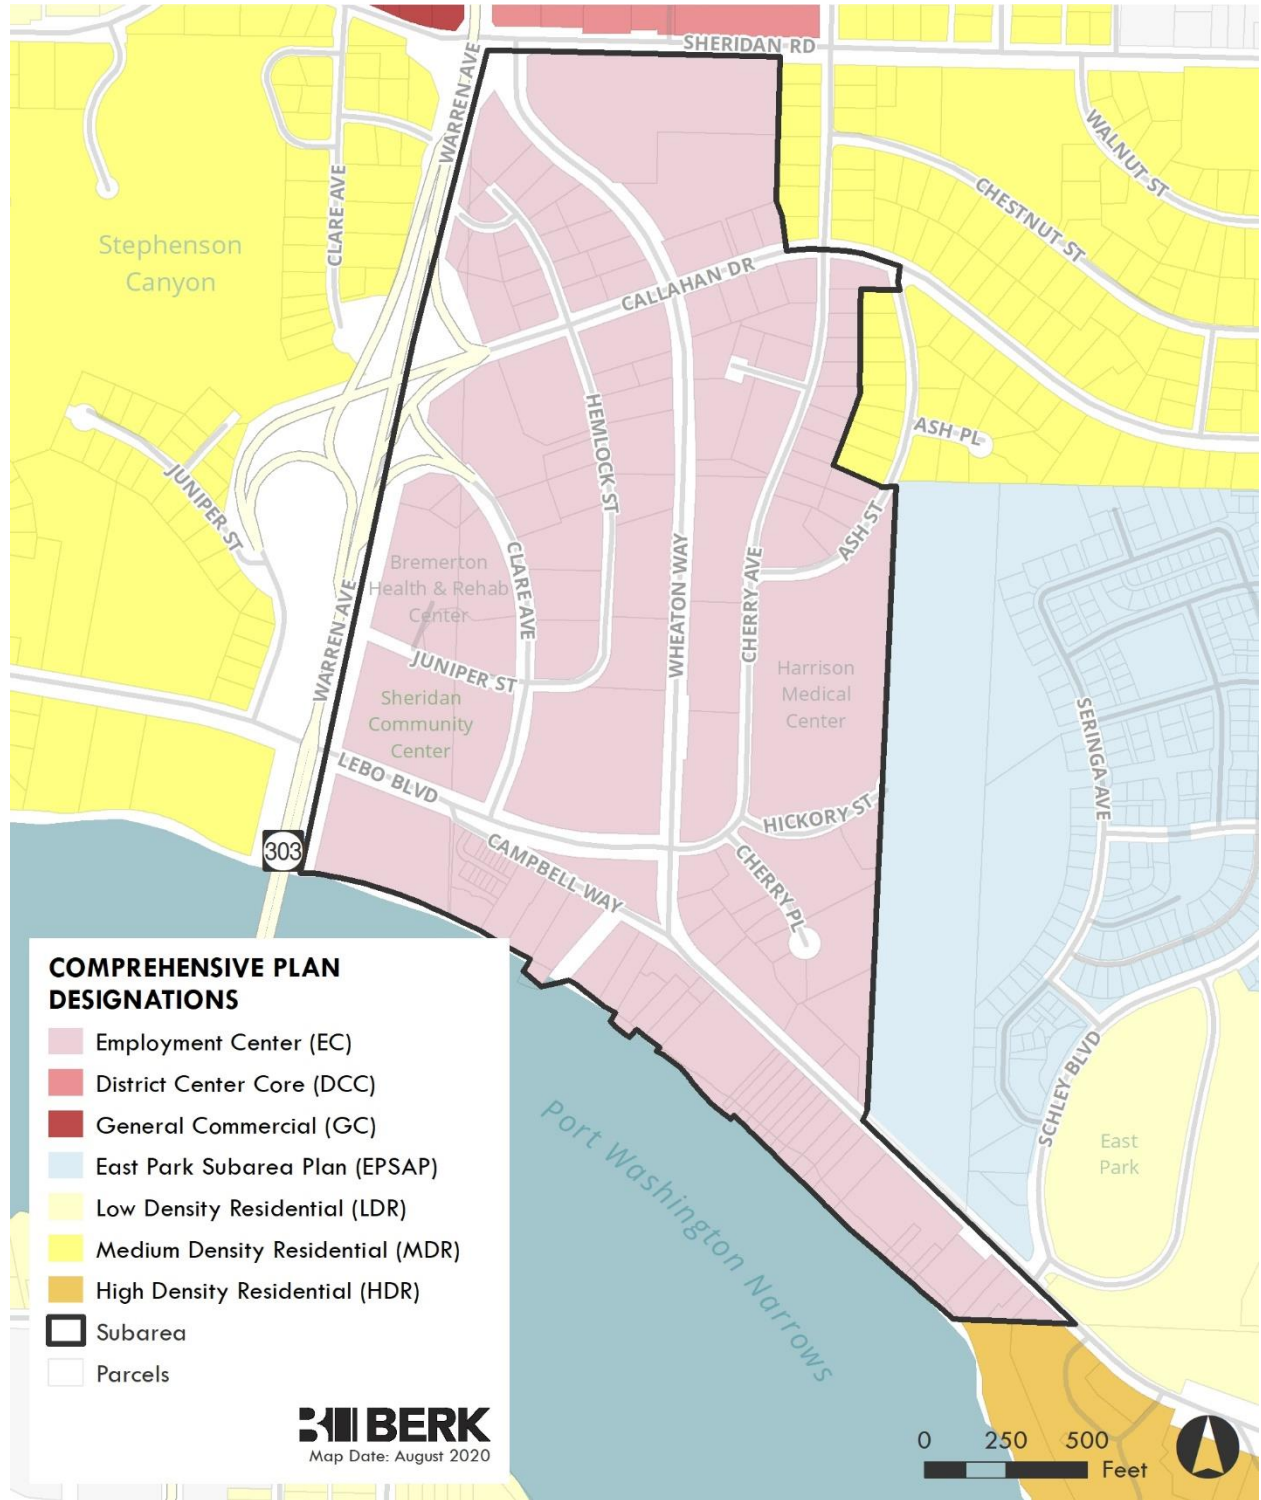 SHERIDAN RD
WARREN AVE
WALNUT ST
CLARE AVE
CHESTNUT ST
Stephenson
Canyon
CALLAHAN DR
HEMLOCK ST
ASH PL
JUNIPER ST
ASH ST
CLARE AVE
WHEATON WAY
CHERRY AVE
Bremerton
Health & Rehab
Center
WARREN AVE
JUNIPER ST
Harrison
Medical
Center
Sheridan
Community
Center
SERINGA AVE
LEBO BLVD
HICKORY ST
303
CAMPBELL WAY
CHERRY PL
SCHLEY BLVD
East
Park
Port Washington Narrows
COMPREHENSIVE PLAN
DESIGNATIONS
Employment Center (EC)
District Center Core (DCC)
General Commercial (GC)
East Park Subarea Plan (EPSAP)
Low Density Residential (LDR)
Medium Density Residential (MDR)
High Density Residential (HDR)
Subarea
Parcels
BERK
Map Date: August 2020
0 250 500
Feet